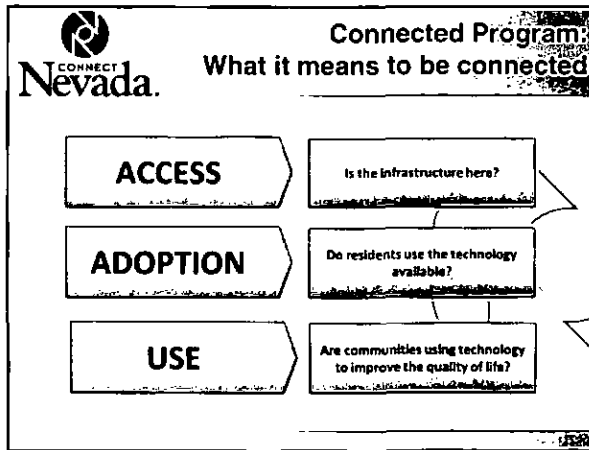 Connected Program:
What it means to be connected
CONNECT
Nevada.
ACCESS
Is the infrastructure here?
ADOPTION
Do residents use the technology
available?
USE
Are communities using technology
to improve the quality of life?